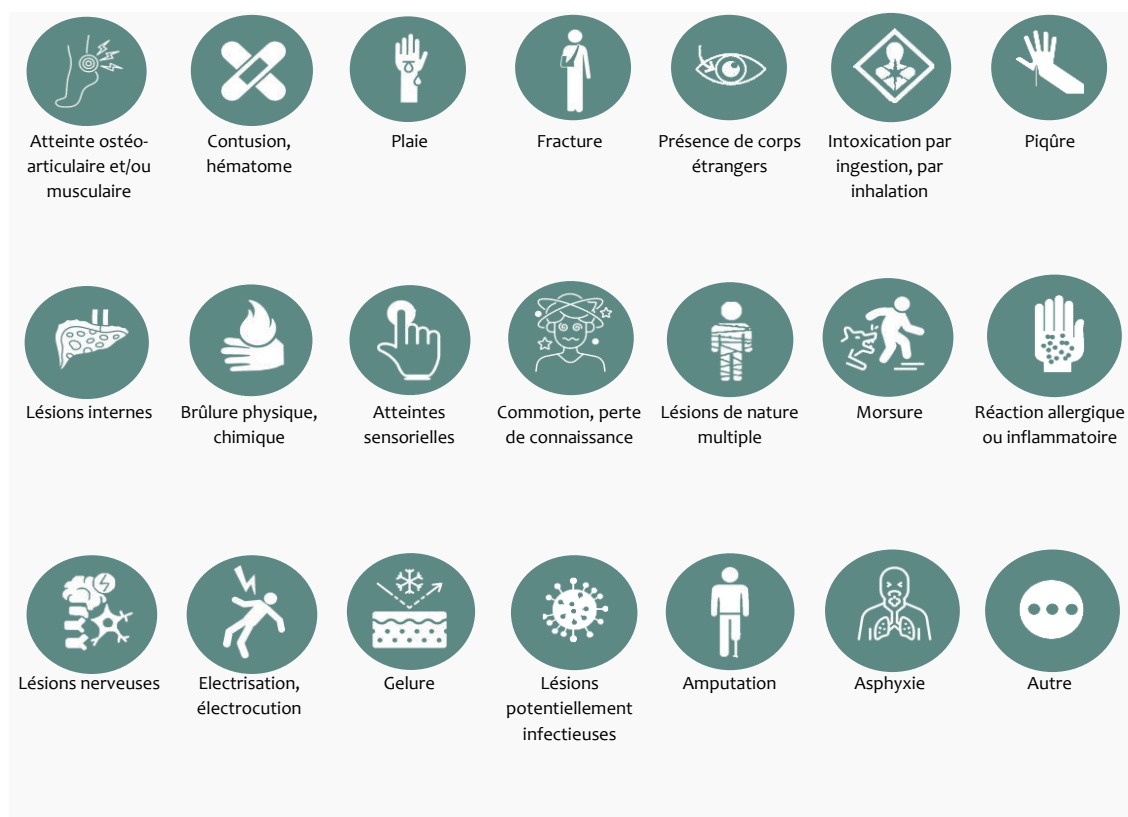 Atteinte ostéo-
articulaire et/ou
musculaire
Contusion,
hématome
Plaie
Fracture
Présence de corps
étrangers
Intoxication par
ingestion, par
inhalation
Piqûre
Lésions internes
Brûlure physique,
chimique
Atteintes
sensorielles
Commotion, perte
de connaissance
Lésions de nature
multiple
Morsure
Réaction allergique
ou inflammatoire
Lésions nerveuses
Electrisation,
électrocution
Gelure
Lésions
potentiellement
infectieuses
Amputation
Asphyxie
Autre